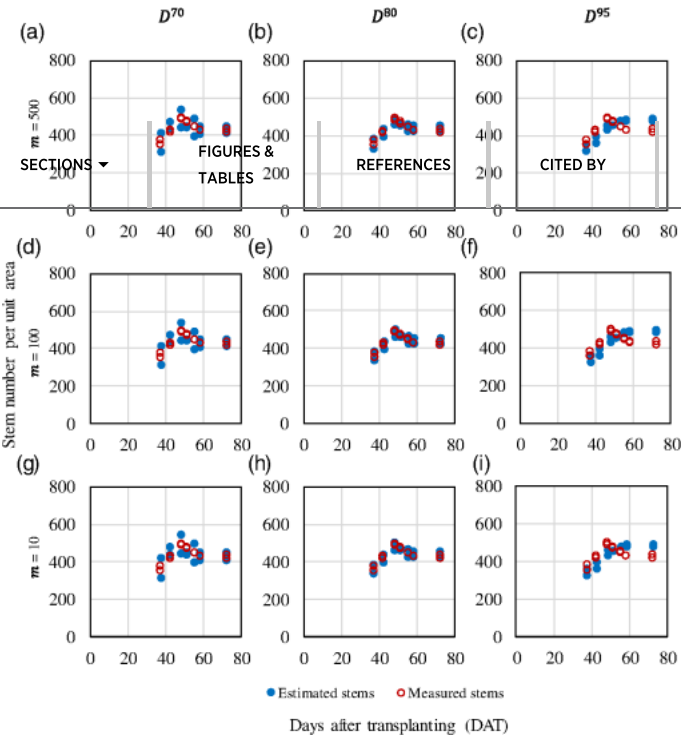 D70 D80 D95
(a) (b) (c)
800 800 800
600 600 600
m = 500
400 400 400
SECTIONS FIGURES & TABLES REFERENCES CITED BY
200 200 200
0 0 0
0 20 40 60 80 0 20 40 60 80 0 20 40 60 80
(d) (e) (f)
800 800 800
600 600 600
Stem number per unit area
m = 100
400 400 400
200 200 200
0 0 0
0 20 40 60 80 0 20 40 60 80 0 20 40 60 80
(g) (h) (i)
800 800 800
600 600 600
m = 10
400 400 400
200 200 200
0 0 0
0 20 40 60 80 0 20 40 60 80 0 20 40 60 80
Estimated stems Measured stems
Days after transplanting (DAT)